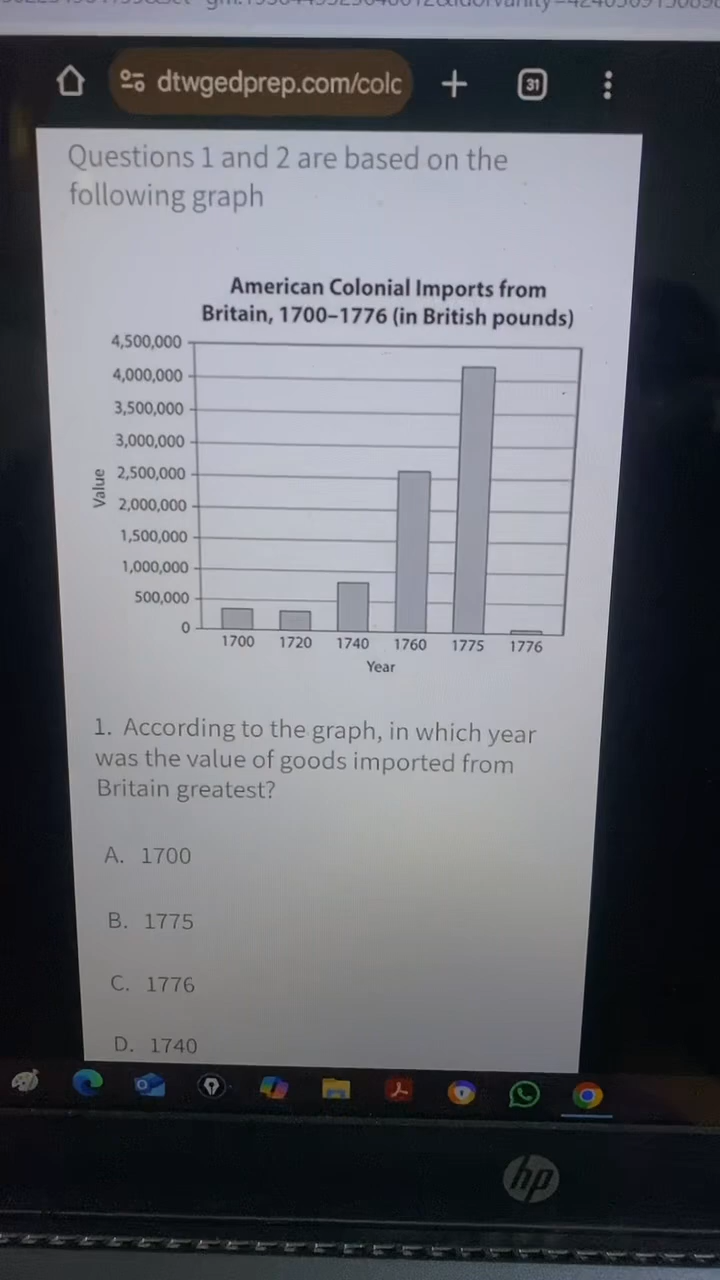 dtwgedprep.com/colc
31
Questions 1 and 2 are based on the
following graph
American Colonial Imports from
Britain, 1700–1776 (in British pounds)
4,500,000
4,000,000
3,500,000
3,000,000
2,500,000
2,000,000
1,500,000
1,000,000
500,000
0
Value
1700 1720 1740 1760 1775 1776
Year
1. According to the graph, in which year
was the value of goods imported from
Britain greatest?
A. 1700
B. 1775
C. 1776
D. 1740
hp